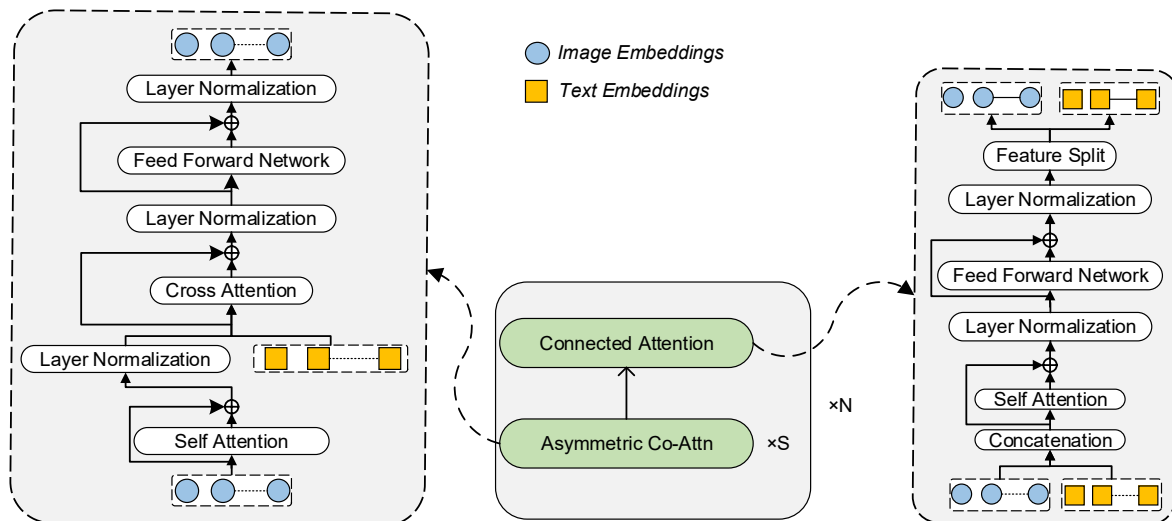 Layer Normalization
Feed Forward Network
Layer Normalization
Cross Attention
Layer Normalization
Self Attention
Image Embeddings
Text Embeddings
Connected Attention
Asymmetric Co-Attn
×S
×N
Feature Split
Layer Normalization
Feed Forward Network
Layer Normalization
Self Attention
Concatenation